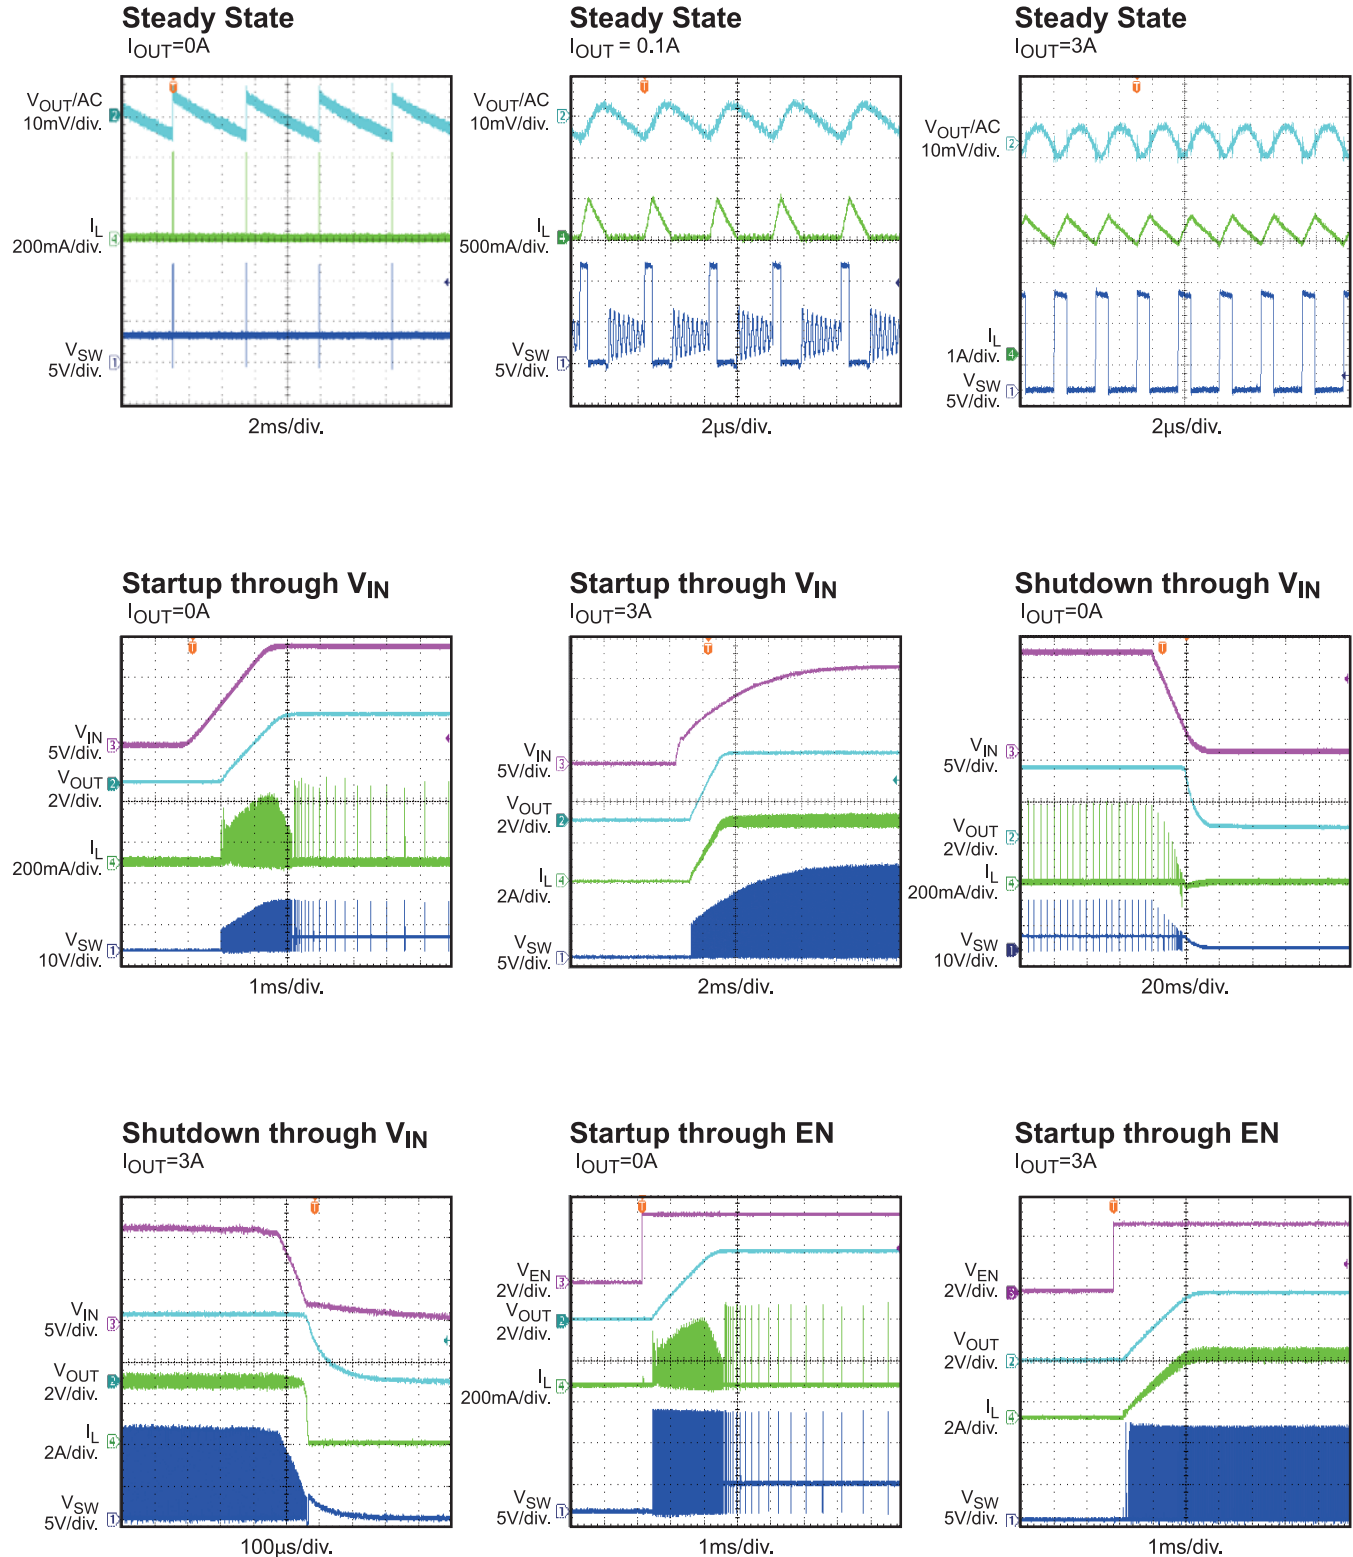 Steady State
IOUT=0A
VOUT/AC
10mV/div.
IL
200mA/div.
VSW
5V/div.
2ms/div.
Steady State
IOUT = 0.1A
VOUT/AC
10mV/div.
IL
500mA/div.
VSW
5V/div.
2µs/div.
Steady State
IOUT=3A
VOUT/AC
10mV/div.
IL
1A/div.
VSW
5V/div.
2µs/div.
Startup through VIN
IOUT=0A
VIN
5V/div.
VOUT
2V/div.
IL
200mA/div.
VSW
10V/div.
1ms/div.
Startup through VIN
IOUT=3A
VIN
5V/div.
VOUT
2V/div.
IL
2A/div.
VSW
5V/div.
2ms/div.
Shutdown through VIN
IOUT=0A
VIN
5V/div.
VOUT
2V/div.
IL
200mA/div.
VSW
10V/div.
20ms/div.
Shutdown through VIN
IOUT=3A
VIN
5V/div.
VOUT
2V/div.
IL
2A/div.
VSW
5V/div.
100µs/div.
Startup through EN
IOUT=0A
VEN
2V/div.
VOUT
2V/div.
IL
200mA/div.
VSW
5V/div.
1ms/div.
Startup through EN
IOUT=3A
VEN
2V/div.
VOUT
2V/div.
IL
2A/div.
VSW
5V/div.
1ms/div.